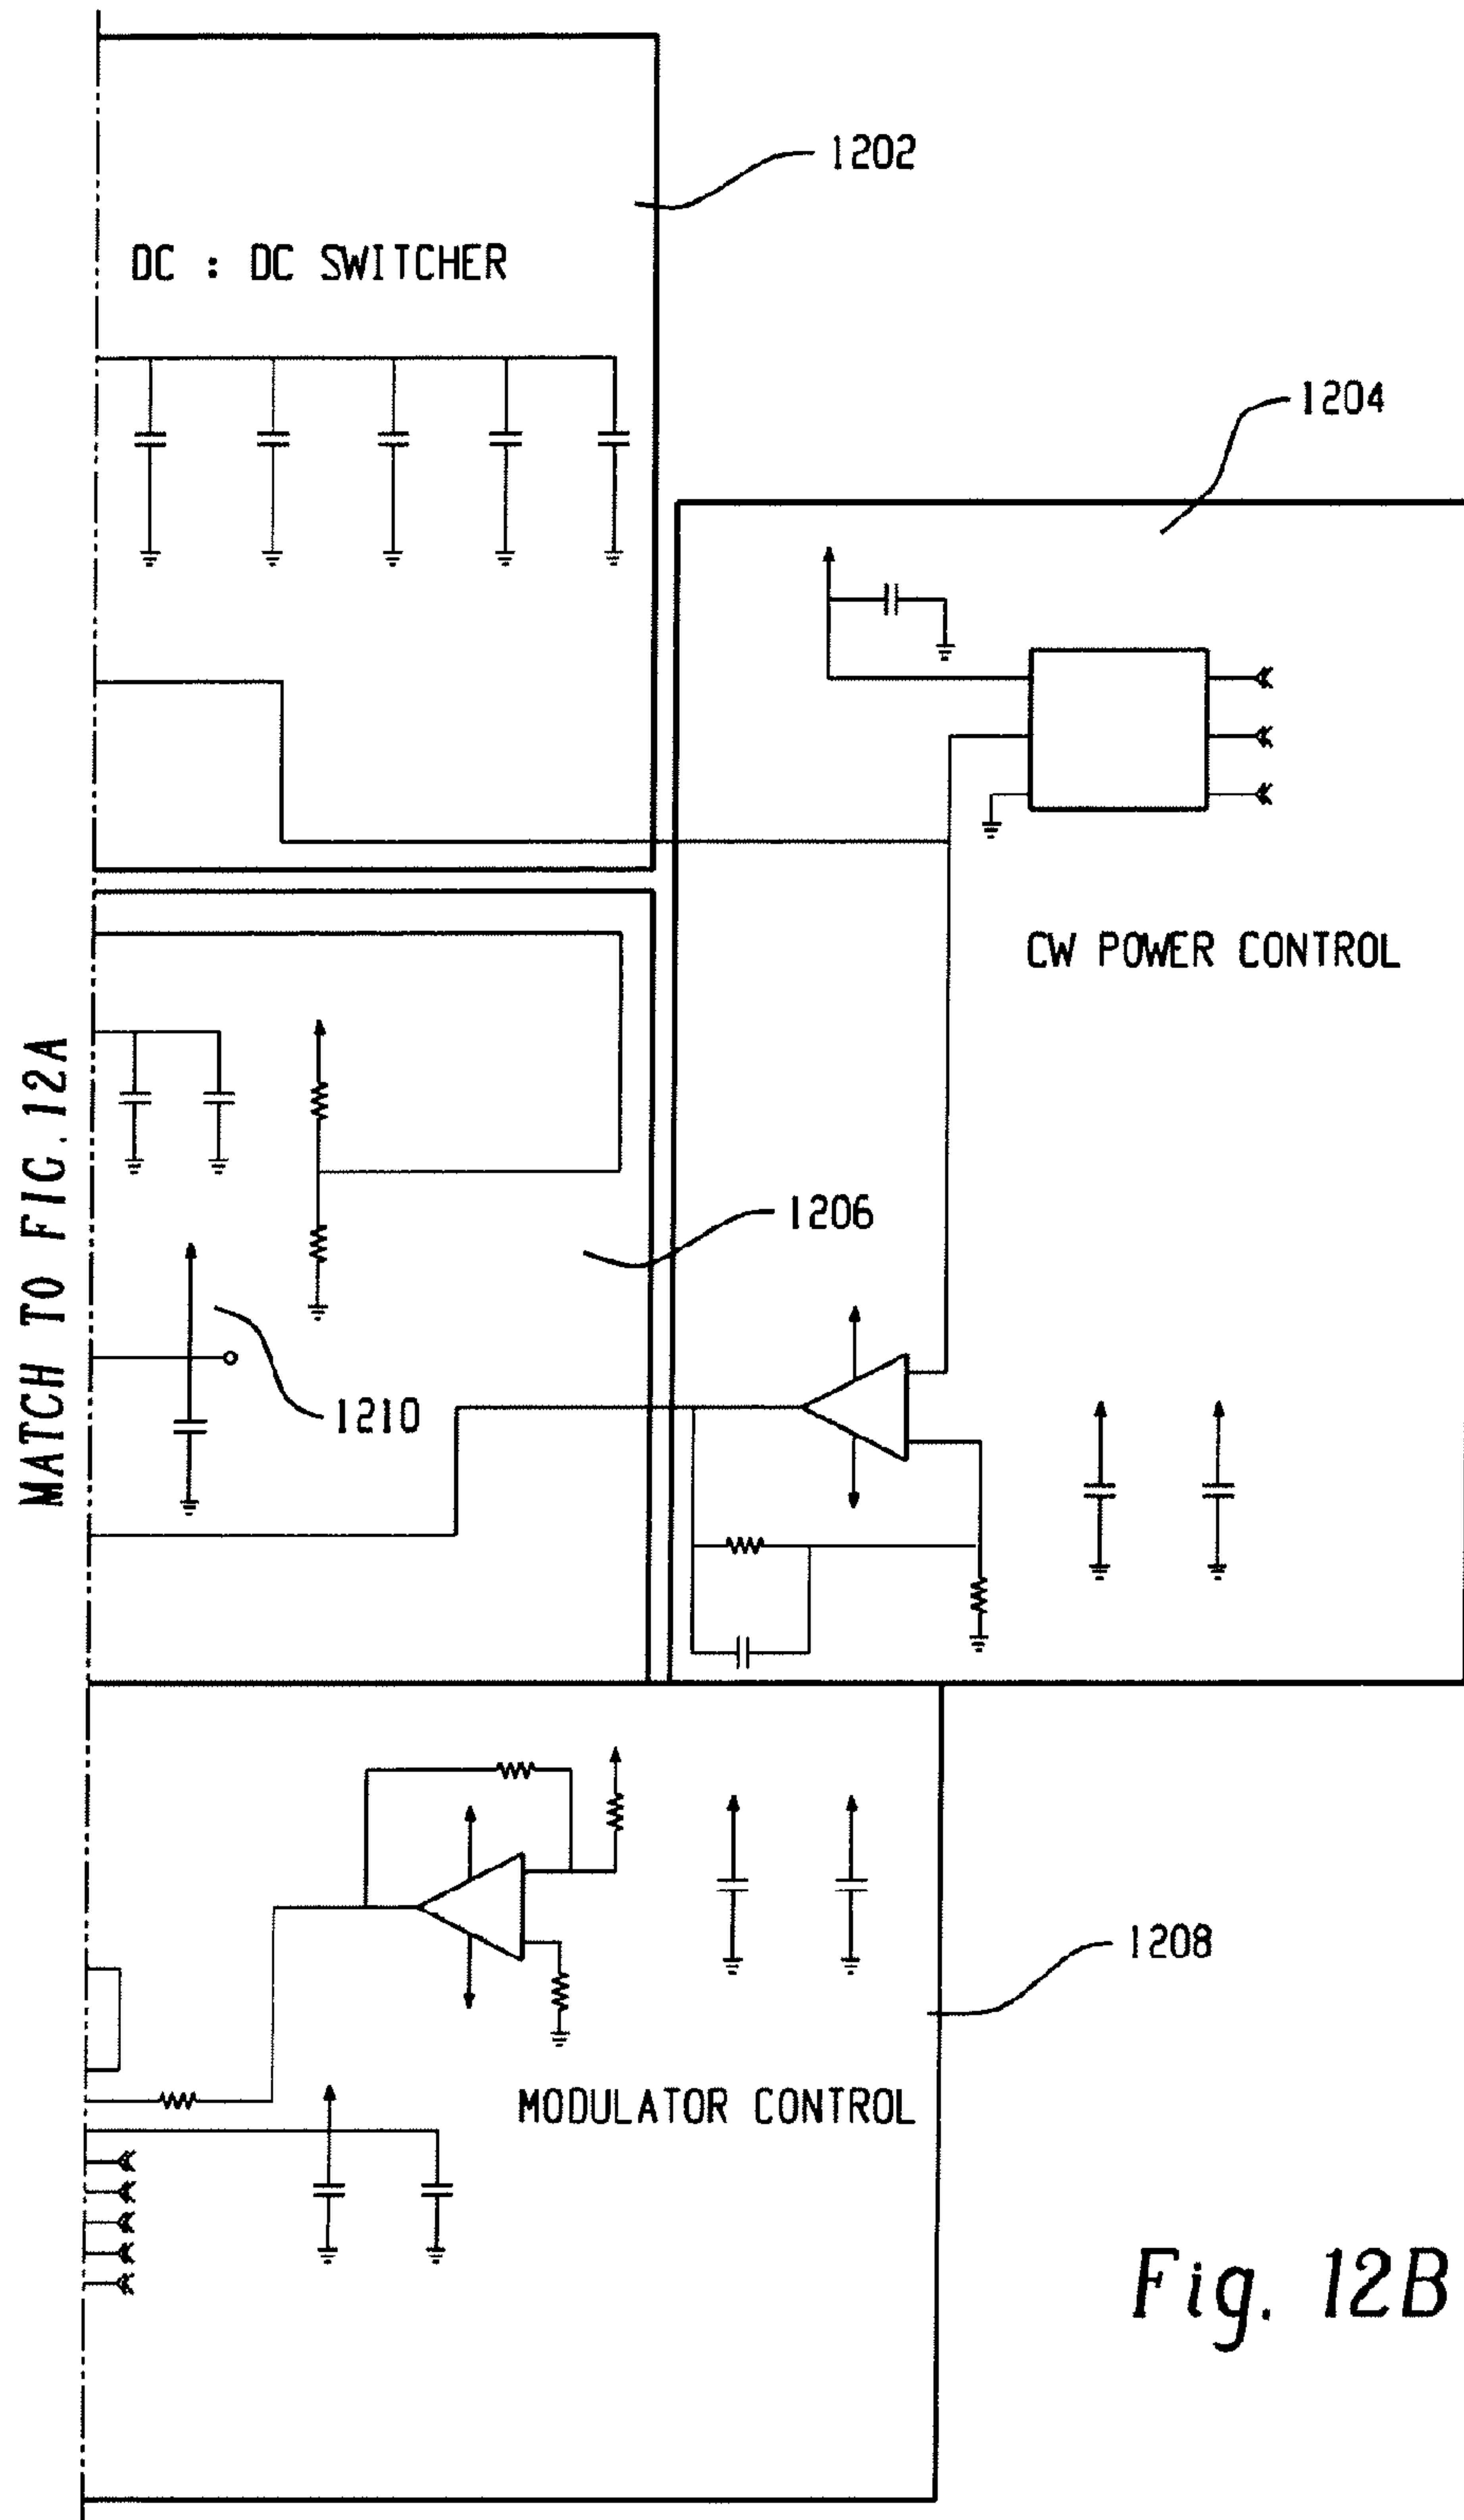 1202
DC : DC SWITCHER
1204
CW POWER CONTROL
MATCH TO FIG. 12A
1206
1210
1208
MODULATOR CONTROL
Fig. 12B